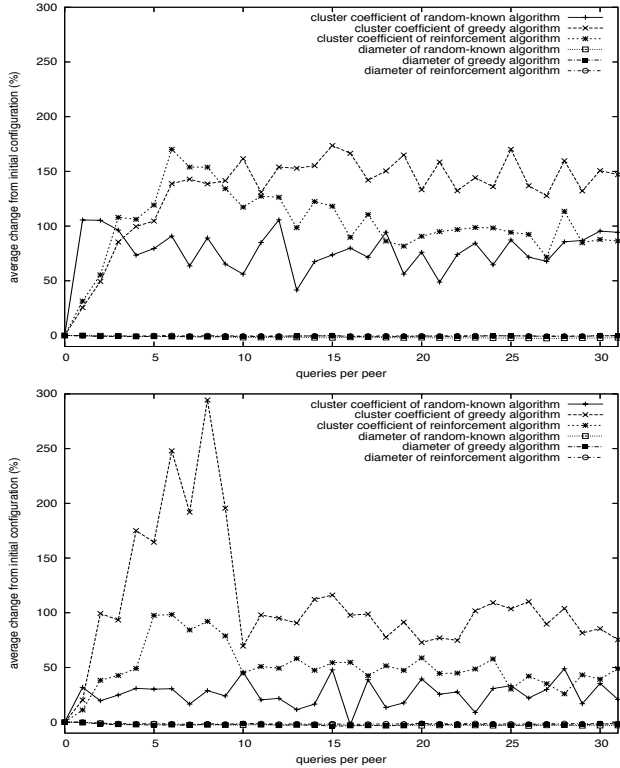 300
250
200
150
100
50
0
average change from initial configuration (%)
cluster coefficient of random-known algorithm
cluster coefficient of greedy algorithm
cluster coefficient of reinforcement algorithm
diameter of random-known algorithm
diameter of greedy algorithm
diameter of reinforcement algorithm
0 5 10 15 20 25 30
queries per peer
300
250
200
150
100
50
0
average change from initial configuration (%)
cluster coefficient of random-known algorithm
cluster coefficient of greedy algorithm
cluster coefficient of reinforcement algorithm
diameter of random-known algorithm
diameter of greedy algorithm
diameter of reinforcement algorithm
0 5 10 15 20 25 30
queries per peer